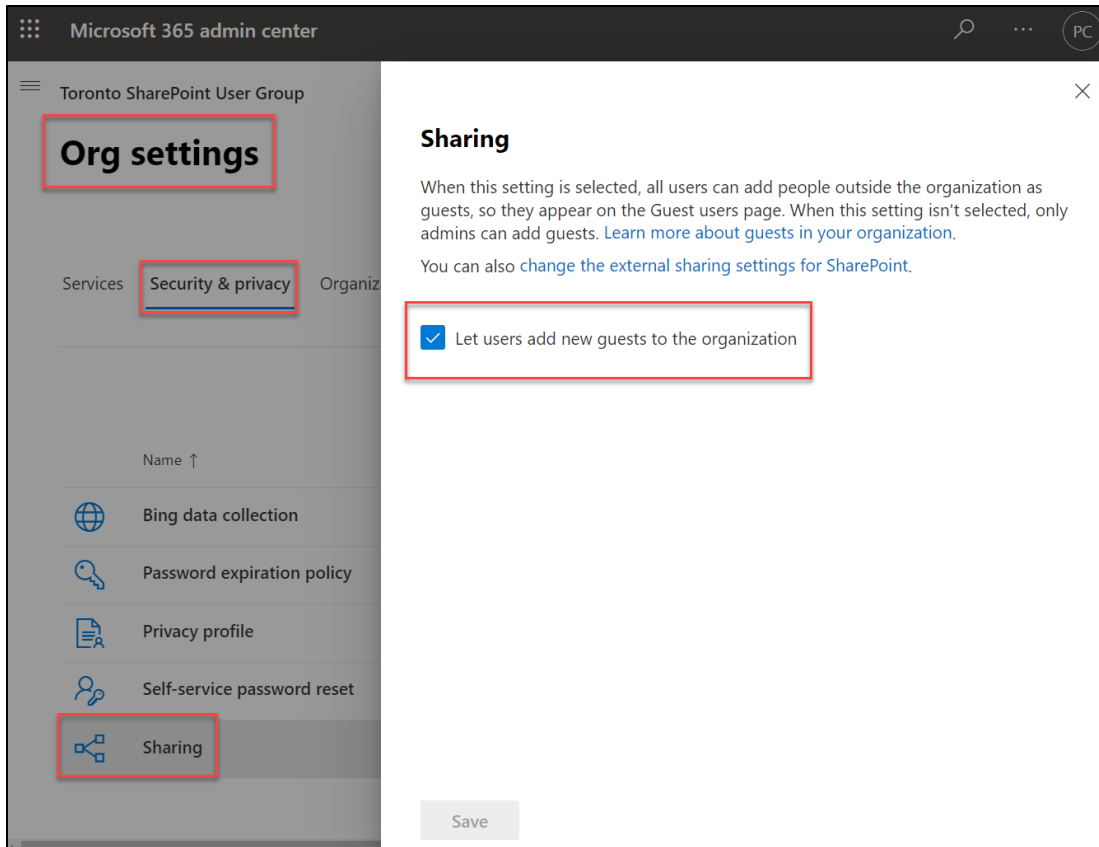 Microsoft 365 admin center
...
PC
Toronto SharePoint User Group
Org settings
Services
Security & privacy
Organiz
Name ↑
Bing data collection
Password expiration policy
Privacy profile
Self-service password reset
Sharing
Sharing
When this setting is selected, all users can add people outside the organization as
guests, so they appear on the Guest users page. When this setting isn't selected, only
admins can add guests. Learn more about guests in your organization.
You can also change the external sharing settings for SharePoint.
Let users add new guests to the organization
Save